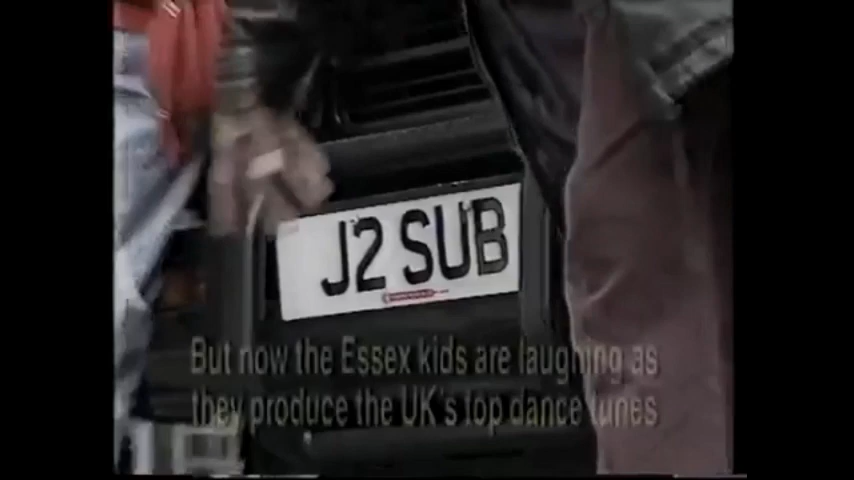 J2 SUB
But now the Essex kids are laughing as
they produce the UK's top dance tunes